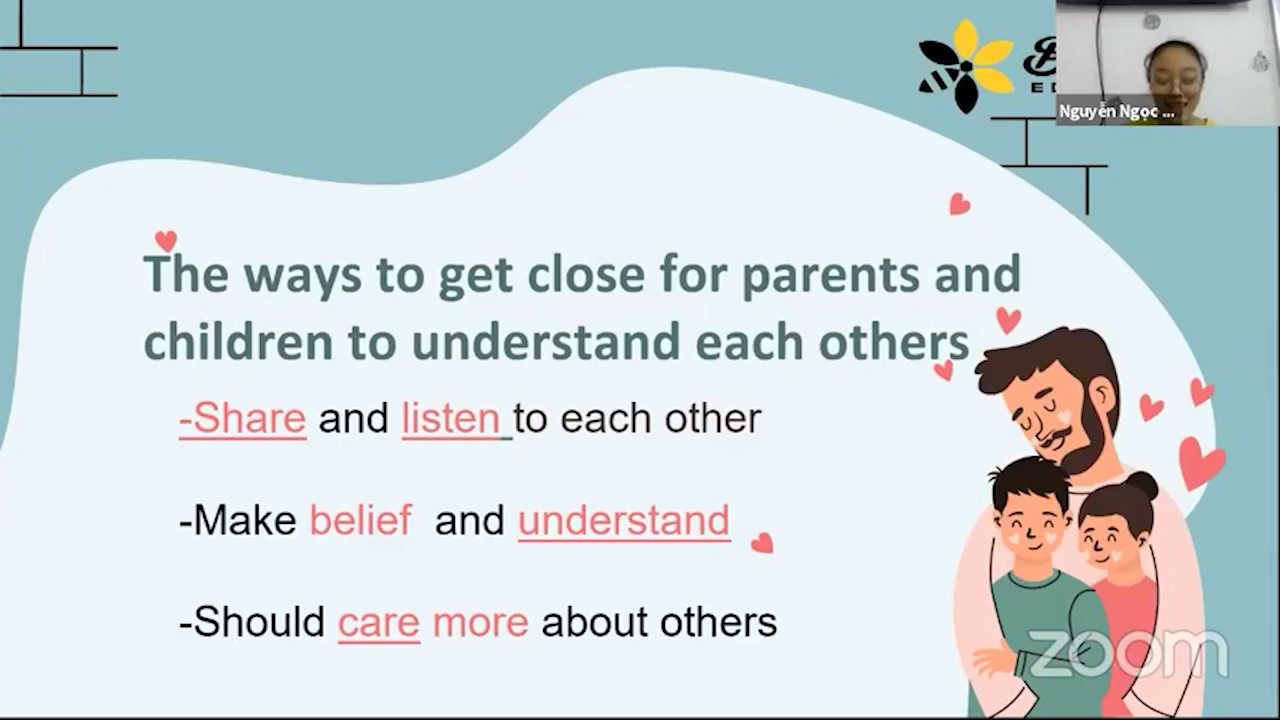 Nguyễn Ngọc ...
The ways to get close for parents and
children to understand each others
-Share and listen to each other
-Make belief and understand
-Should care more about others
zoom